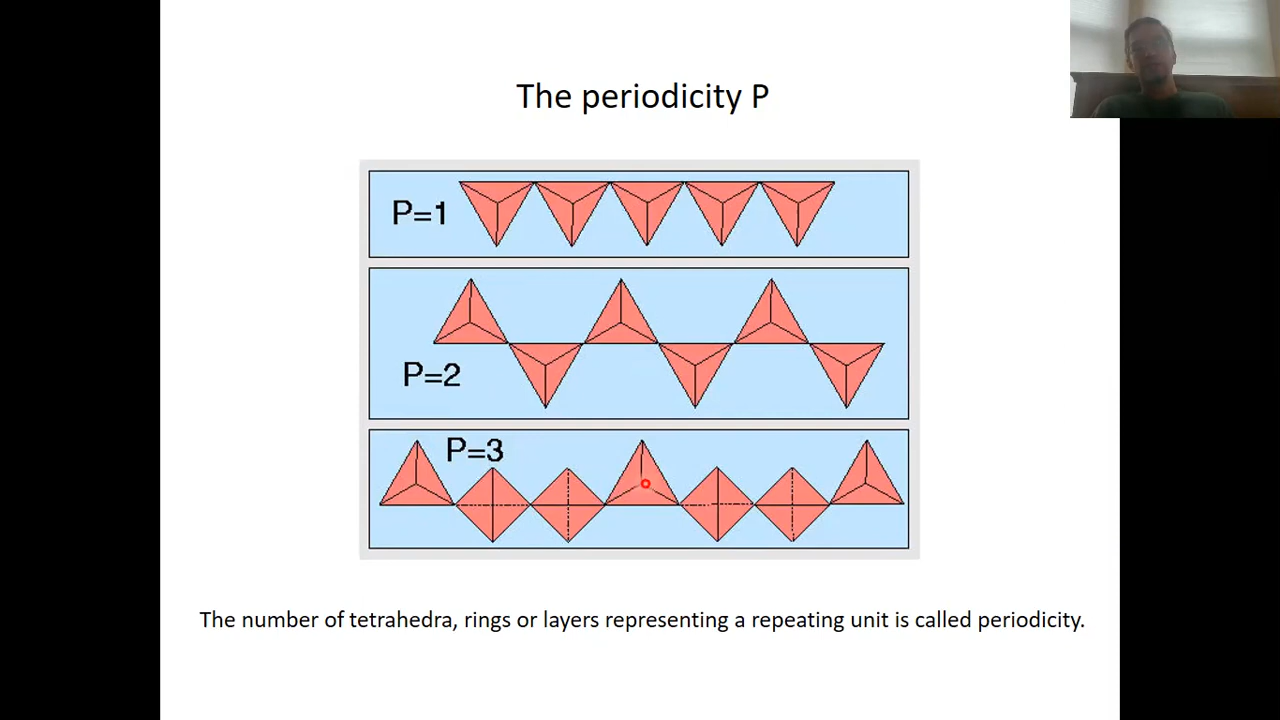 The periodicity P
P=1
P=2
P=3
The number of tetrahedra, rings or layers representing a repeating unit is called periodicity.